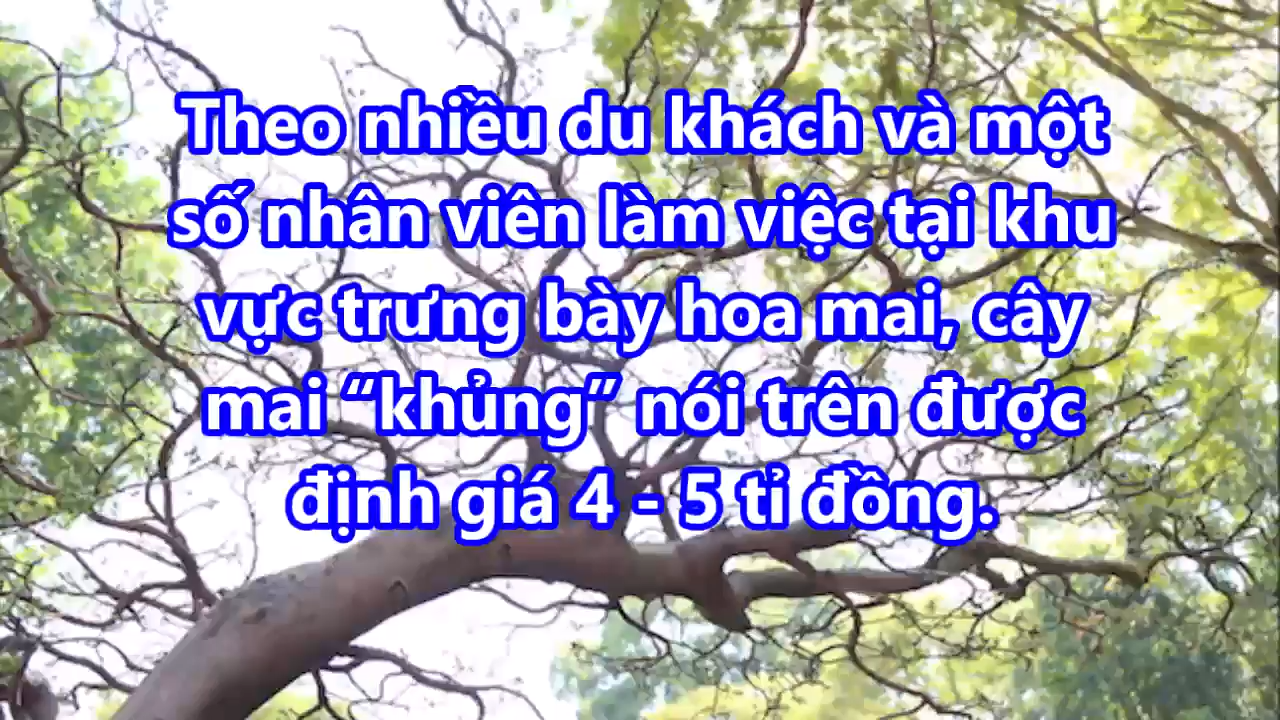 Theo nhiều du khách và một
số nhân viên làm việc tại khu
vực trưng bày hoa mai, cây
mai “khủng” nói trên được
định giá 4 - 5 tỉ đồng.